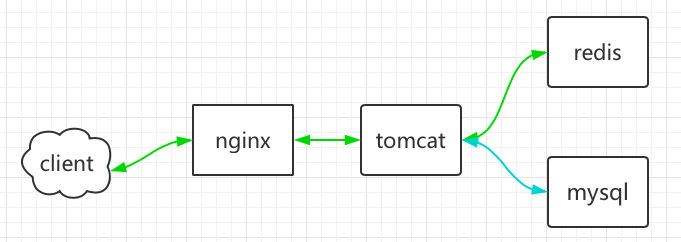 client
nginx
tomcat
redis
mysql